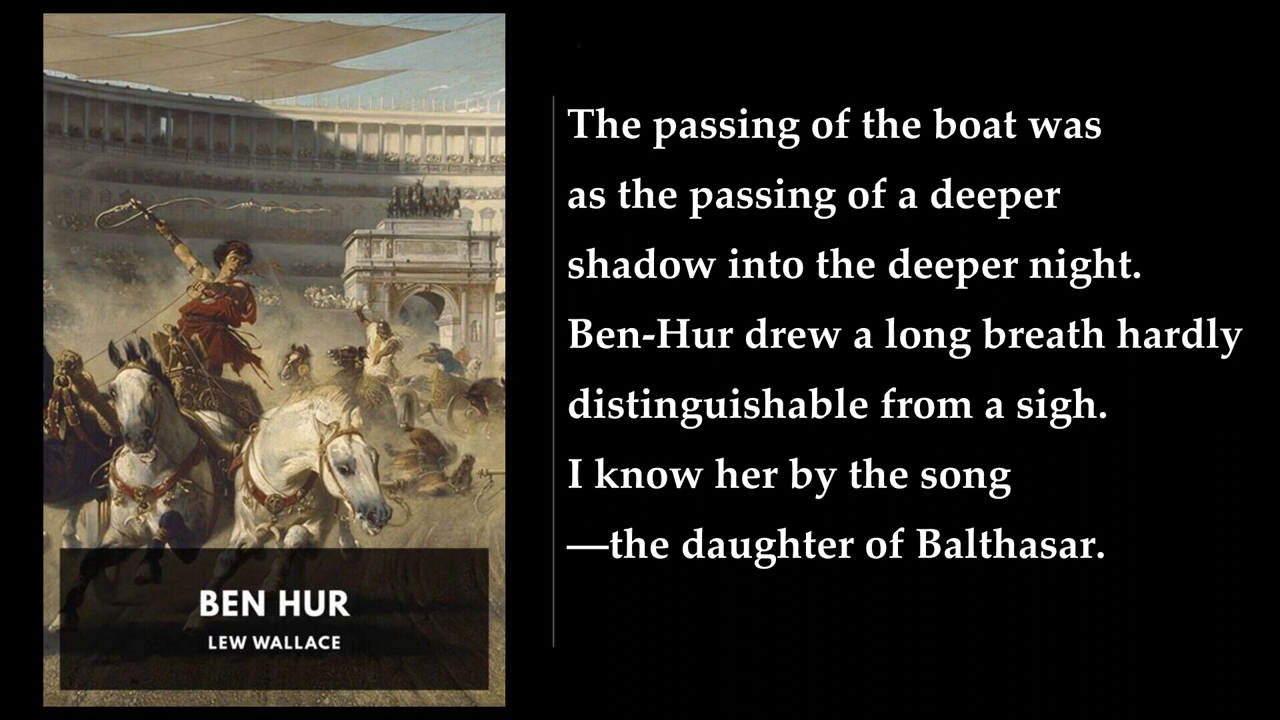 BEN HUR
LEW WALLACE
The passing of the boat was
as the passing of a deeper
shadow into the deeper night.
Ben-Hur drew a long breath hardly
distinguishable from a sigh.
I know her by the song
—the daughter of Balthasar.